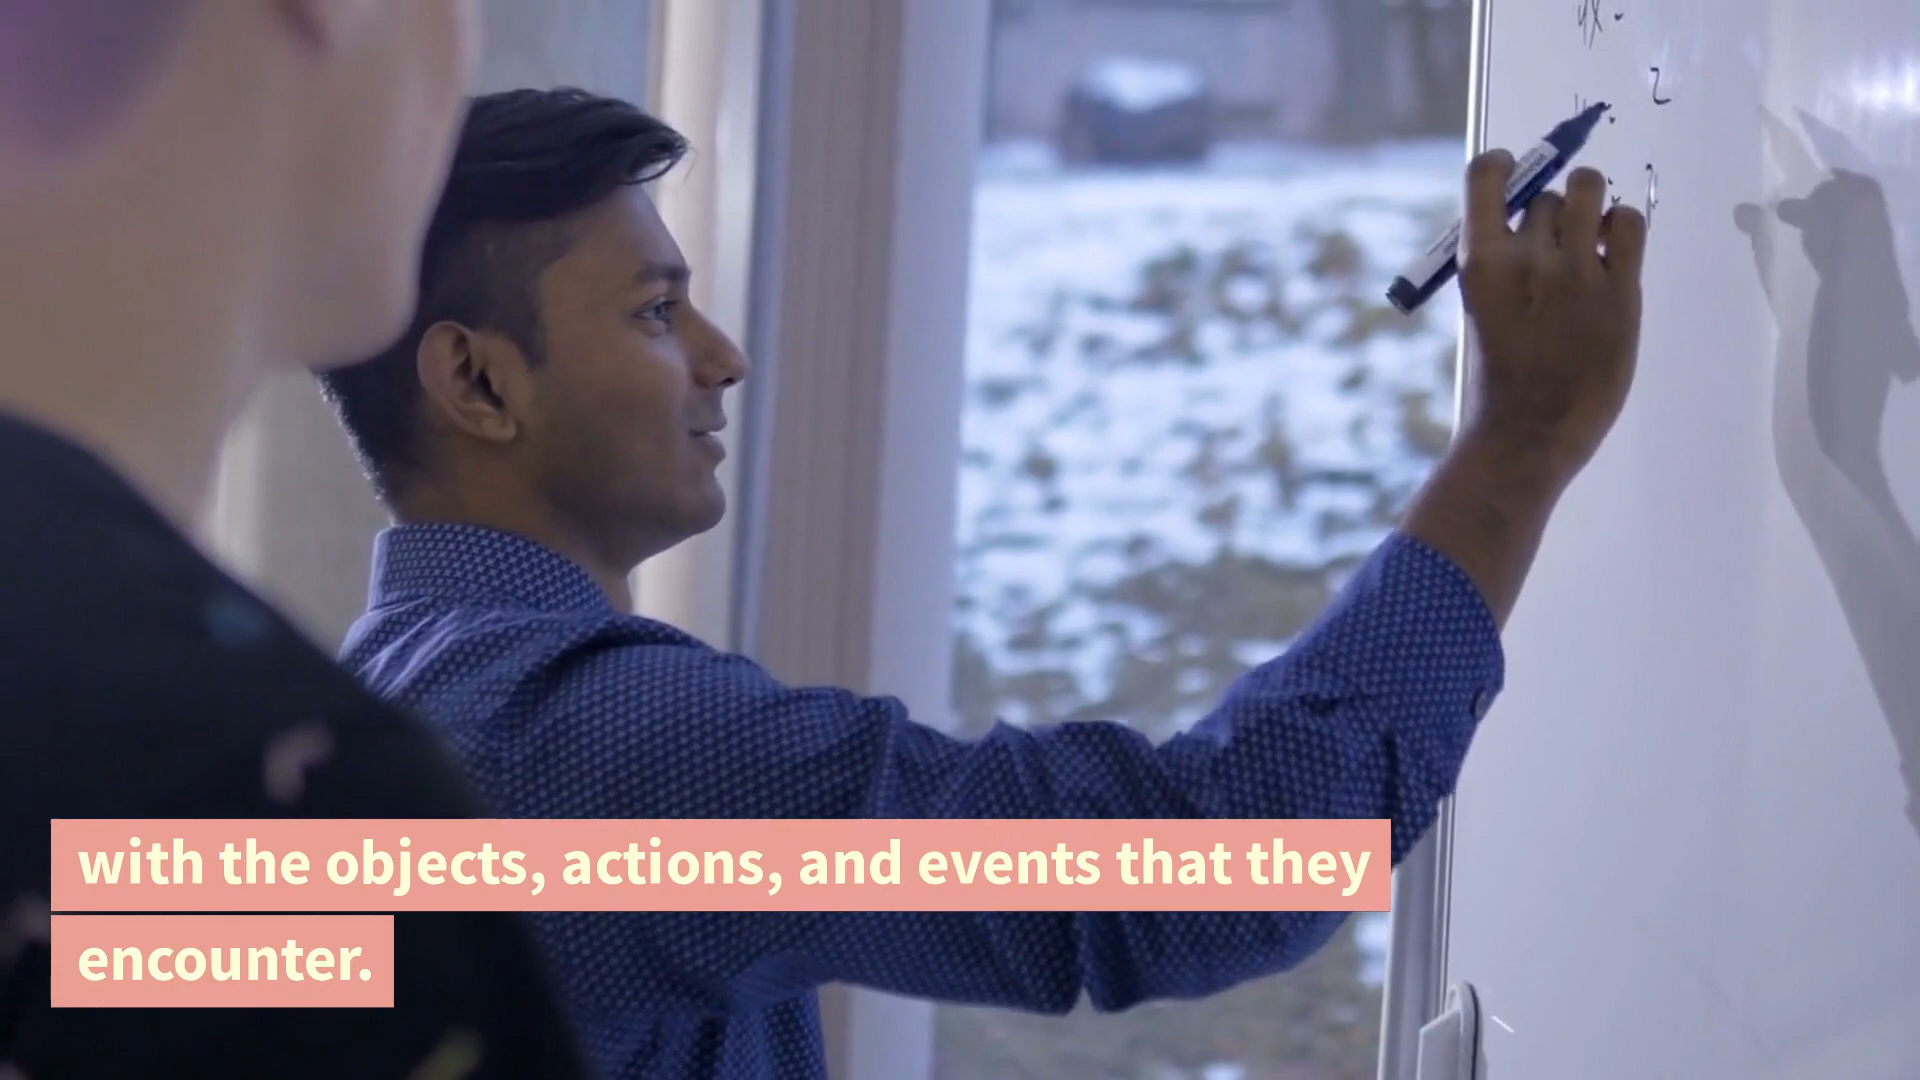 with the objects, actions, and events that they
encounter.